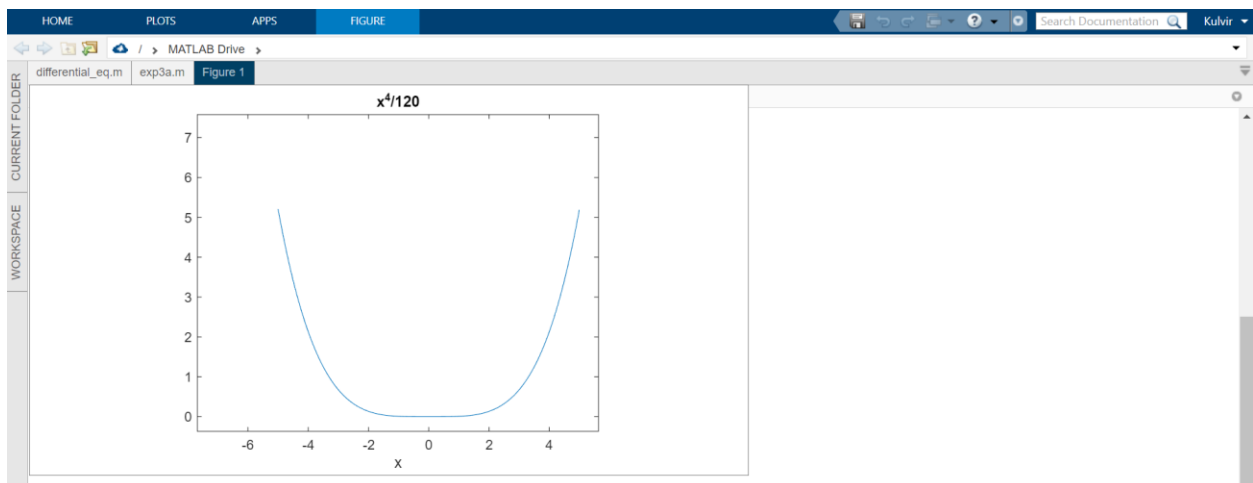 HOME PLOTS APPS FIGURE Search Documentation Kulvir
/ › MATLAB Drive ›
differential_eq.m exp3a.m Figure 1
CURRENT FOLDER
WORKSPACE
x⁴/120
7
6
5
4
3
2
1
0
-6 -4 -2 0 2 4
x